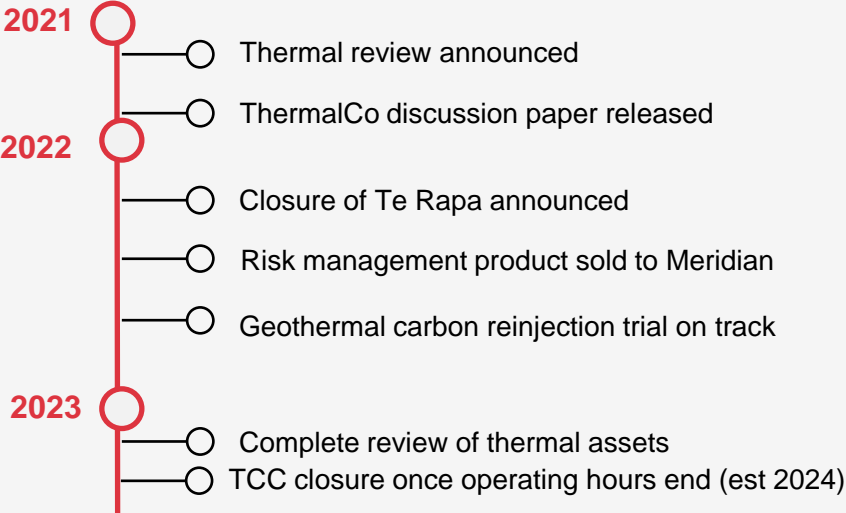 2021
Thermal review announced
ThermalCo discussion paper released
2022
Closure of Te Rapa announced
Risk management product sold to Meridian
Geothermal carbon reinjection trial on track
2023
Complete review of thermal assets
TCC closure once operating hours end (est 2024)